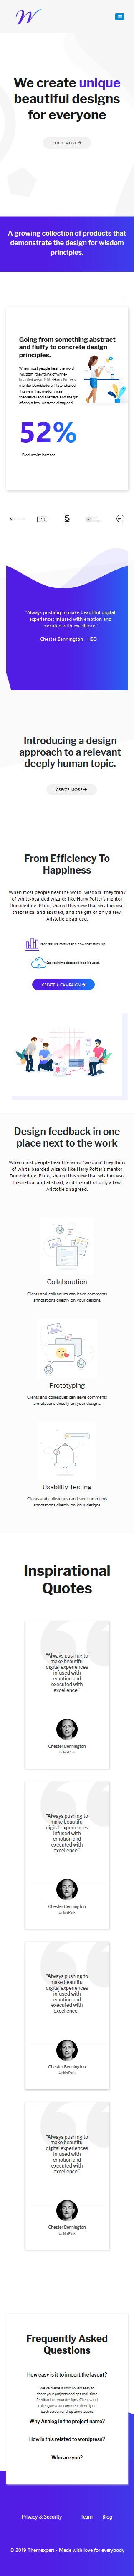 W
We create unique
beautiful designs
for everyone
LOOK MORE
A growing collection of products that
demonstrate the design for wisdom
principles.
Going from something abstract
and fluffy to concrete design
principles.
When most people hear the word
"wisdom" they think of white-
bearded wizards like Harry Potter's
mentor Dumbledore. Plato, shared
this view that wisdom was
theoretical and abstract, and the gift
of only a few. Aristotle disagreed.
52%
Productivity Increase
"Always pushing to make beautiful digital
experiences infused with emotion and
executed with excellence."
- Chester Bennington - HBO
Introducing a design
approach to a relevant
deeply human topic.
CREATE MORE
From Efficiency To
Happiness
When most people hear the word "wisdom" they think
of white-bearded wizards like Harry Potter's mentor
Dumbledore. Plato, shared this view that wisdom was
theoretical and abstract, and the gift of only a few.
Aristotle disagreed.
CREATE A CAMPAIGN
Design feedback in one
place next to the work
When most people hear the word "wisdom" they think
of white-bearded wizards like Harry Potter's mentor
Dumbledore. Plato, shared this view that wisdom was
theoretical and abstract, and the gift of only a few.
Aristotle disagreed.
Collaboration
Clients and colleagues can leave comments
annotations directly on your designs.
Prototyping
Clients and colleagues can leave comments
annotations directly on your designs.
Usability Testing
Clients and colleagues can leave comments
annotations directly on your designs.
Inspirational
Quotes
"Always pushing to
make beautiful
digital experiences
infused with
emotion and
executed with
excellence."
Chester Bennington
LinkinPark
"Always pushing to
make beautiful
digital experiences
infused with
emotion and
executed with
excellence."
Chester Bennington
LinkinPark
"Always pushing to
make beautiful
digital experiences
infused with
emotion and
executed with
excellence."
Chester Bennington
LinkinPark
"Always pushing to
make beautiful
digital experiences
infused with
emotion and
executed with
excellence."
Chester Bennington
LinkinPark
Frequently Asked
Questions
How easy is it to import the layout?
We've made it ridiculously easy to
share your projects and get real-time
feedback on your designs. Clients and
colleagues can comment directly on
each screen or drop annotations.
Why Analog in the project name?
How is this related to wordpress?
Who are you?
Privacy & Security
Team
Blog
© 2019 Themexpert - Made with love for everybody